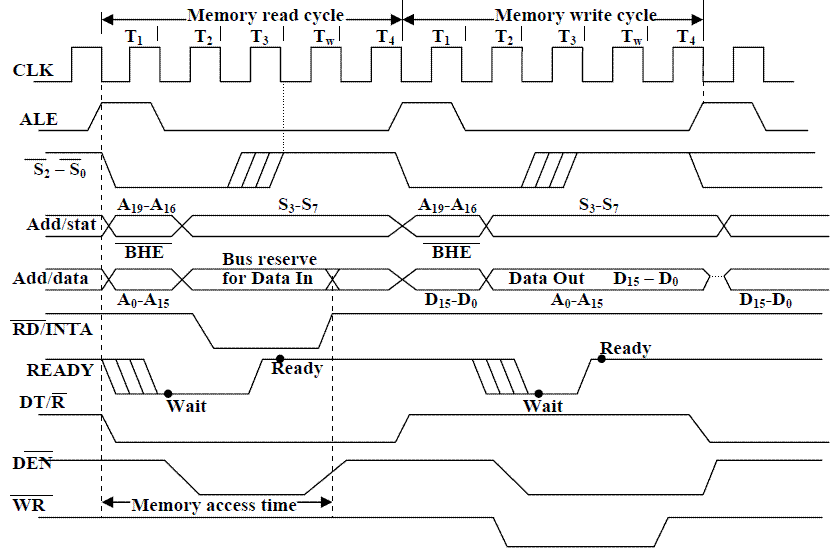 Memory read cycle Memory write cycle
T1 T2 T3 Tw T4 T1 T2 T3 Tw T4
CLK
ALE
S2 – S0
A19-A16 S3-S7 A19-A16 S3-S7
Add/stat
BHE BHE
Bus reserve
Add/data for Data In Data Out D15 – D0
A0-A15 D15-D0 A0-A15 D15-D0
RD/INTA
Ready
READY Ready
Wait Wait
DT/R
DEN
Memory access time
WR